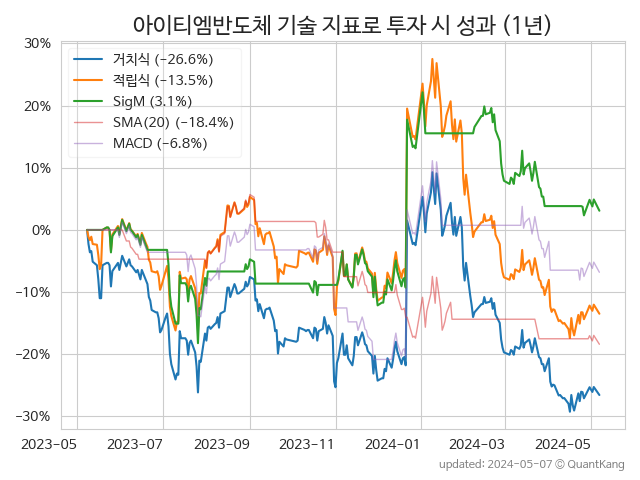 아이티엠반도체 기술 지표로 투자 시 성과 (1년)
30%
20%
10%
0%
−10%
−20%
−30%
거치식 (−26.6%)
적립식 (−13.5%)
SigM (3.1%)
SMA(20) (−18.4%)
MACD (−6.8%)
2023−05 2023−07 2023−09 2023−11 2024−01 2024−03 2024−05
updated: 2024−05−07 © QuantKang